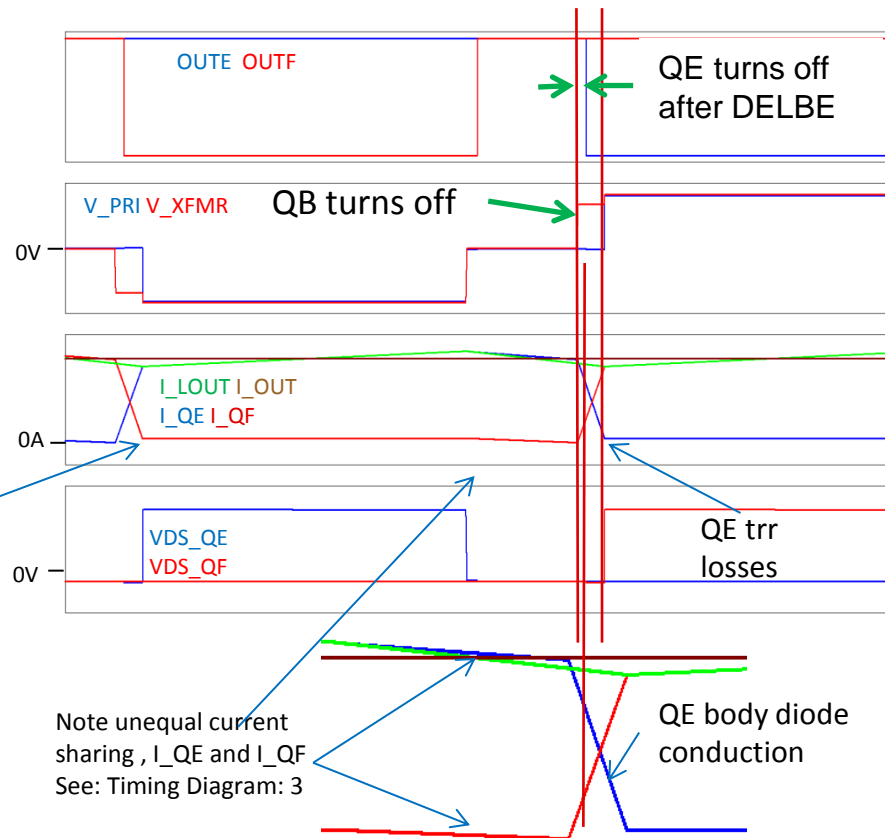 OUTE OUTF
QE turns off
after DELBE
V_PRI V_XFMR
QB turns off
0V
I_LOUT I_OUT
I_QE I_QF
0A
VDS_QE
VDS_QF
0V
QE trr
losses
Note unequal current
sharing , I_QE and I_QF
See: Timing Diagram: 3
QE body diode
conduction